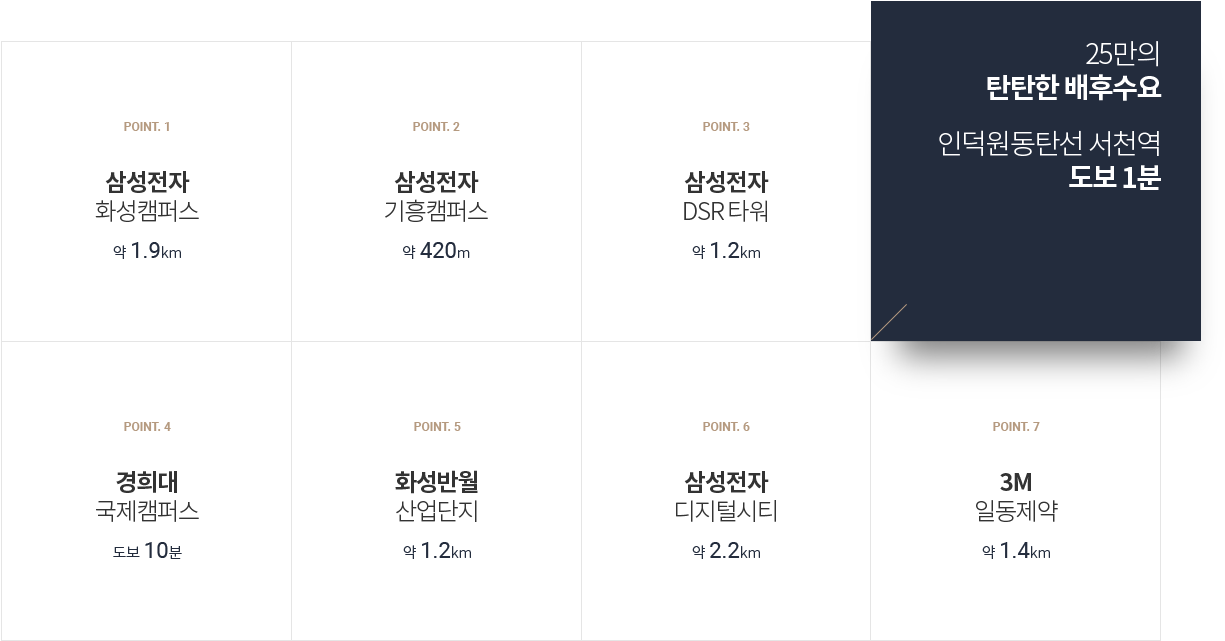 POINT. 1
삼성전자
화성캠퍼스
약 1.9km
POINT. 2
삼성전자
기흥캠퍼스
약 420m
POINT. 3
삼성전자
DSR 타워
약 1.2km
25만의
탄탄한 배후수요
인덕원동탄선 서천역
도보 1분
POINT. 4
경희대
국제캠퍼스
도보 10분
POINT. 5
화성반월
산업단지
약 1.2km
POINT. 6
삼성전자
디지털시티
약 2.2km
POINT. 7
3M
일동제약
약 1.4km